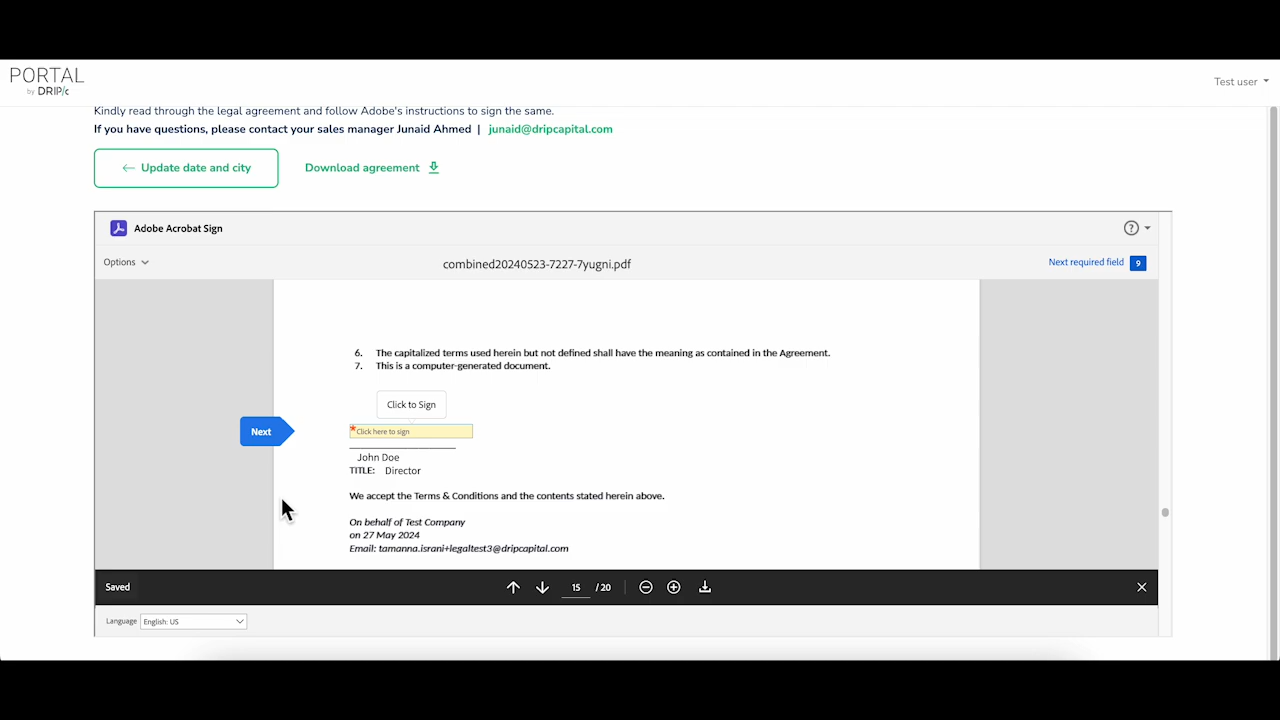 PORTAL
by DRIP/c
Test user
Kindly read through the legal agreement and follow Adobe's instructions to sign the same.
If you have questions, please contact your sales manager Junaid Ahmed | junaid@dripcapital.com
← Update date and city
Download agreement
Adobe Acrobat Sign
?
Options
combined20240523-7227-7yugni.pdf
Next required field 9
6. The capitalized terms used herein but not defined shall have the meaning as contained in the Agreement.
7. This is a computer-generated document.
Click to Sign
Next
*Click here to sign
John Doe
TITLE: Director
We accept the Terms & Conditions and the contents stated herein above.
On behalf of Test Company
on 27 May 2024
Email: tamanna.israni+legaltest3@dripcapital.com
Saved
15 / 20
Language English: US